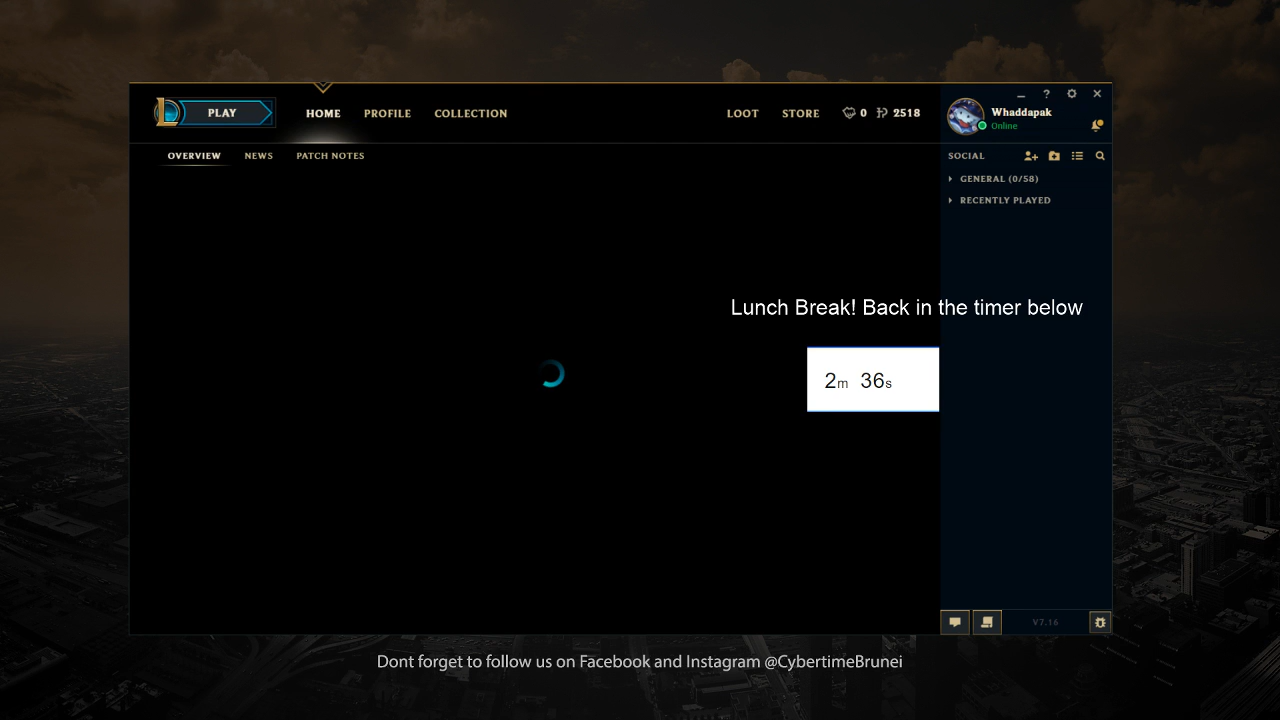 PLAY
HOME
PROFILE
COLLECTION
LOOT
STORE
0
2518
?
Whaddapak
Online
OVERVIEW
NEWS
PATCH NOTES
SOCIAL
GENERAL (0/58)
RECENTLY PLAYED
Lunch Break! Back in the timer below
2m 36s
V7.16
Dont forget to follow us on Facebook and Instagram @CybertimeBrunei